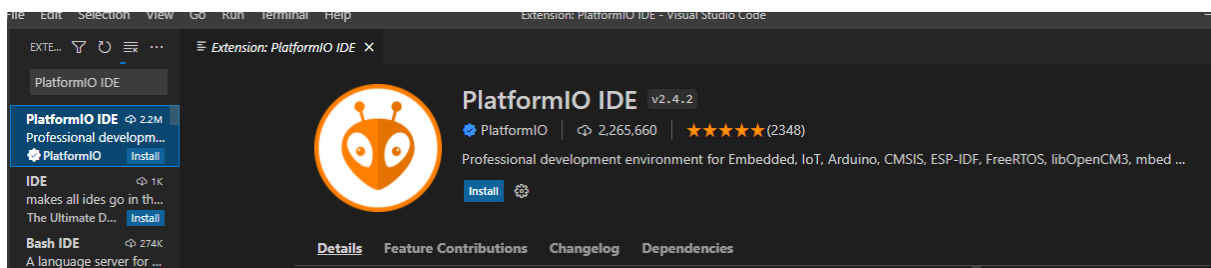 File Edit Selection View Go Run Terminal Help Extension: PlatformIO IDE - Visual Studio Code
EXTE...
Extension: PlatformIO IDE
PlatformIO IDE
PlatformIO IDE 2.2M
Professional developm...
PlatformIO Install
IDE 1K
makes all ides go in th...
The Ultimate D... Install
Bash IDE 274K
A language server for ...
PlatformIO IDE v2.4.2
PlatformIO 2,265,660 ★★★★★(2348)
Professional development environment for Embedded, IoT, Arduino, CMSIS, ESP-IDF, FreeRTOS, libOpenCM3, mbed ...
Install
Details Feature Contributions Changelog Dependencies